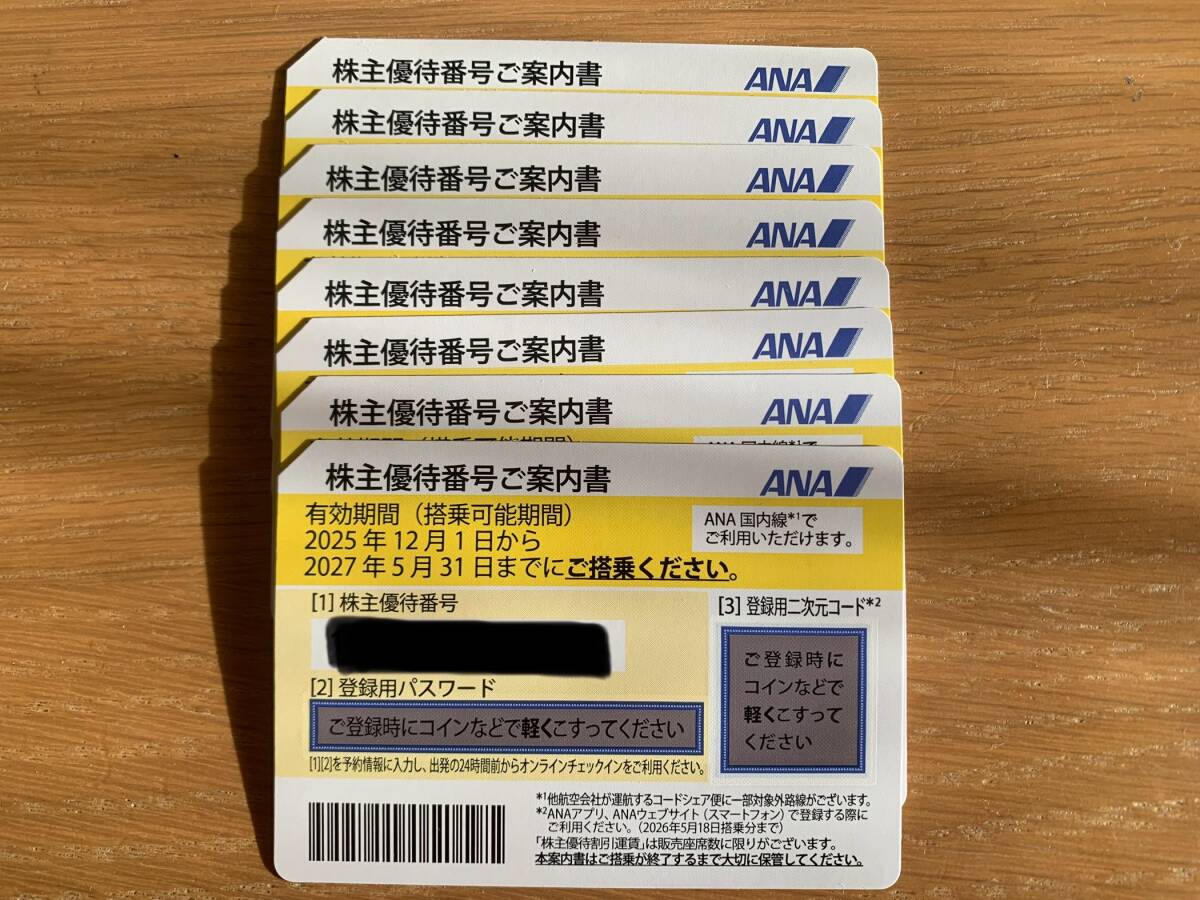 株主優待番号ご案内書 ANA
株主優待番号ご案内書 ANA
株主優待番号ご案内書 ANA
株主優待番号ご案内書 ANA
株主優待番号ご案内書 ANA
株主優待番号ご案内書 ANA
株主優待番号ご案内書 ANA
株主優待番号ご案内書 ANA
有効期間（搭乗可能期間）
2025年12月1日から
2027年5月31日までにご搭乗ください。
ANA国内線*1で
ご利用いただけます。
[1]株主優待番号
[2]登録用パスワード
ご登録時にコインなどで軽くこすってください
[1][2]を予約情報に入力し、出発の24時間前からオンラインチェックインをご利用ください。
[3]登録用二次元コード*2
ご登録時に
コインなどで
軽くこすって
ください
*1他航空会社が運航するコードシェア便に一部対象外路線がございます。
*2ANAアプリ、ANAウェブサイト（スマートフォン）で登録する際に
ご利用ください。（2026年5月18日搭乗分まで）
「株主優待割引運賃」は販売座席数に限りがございます。
本案内書はご搭乗が終了するまで大切に保管してください。